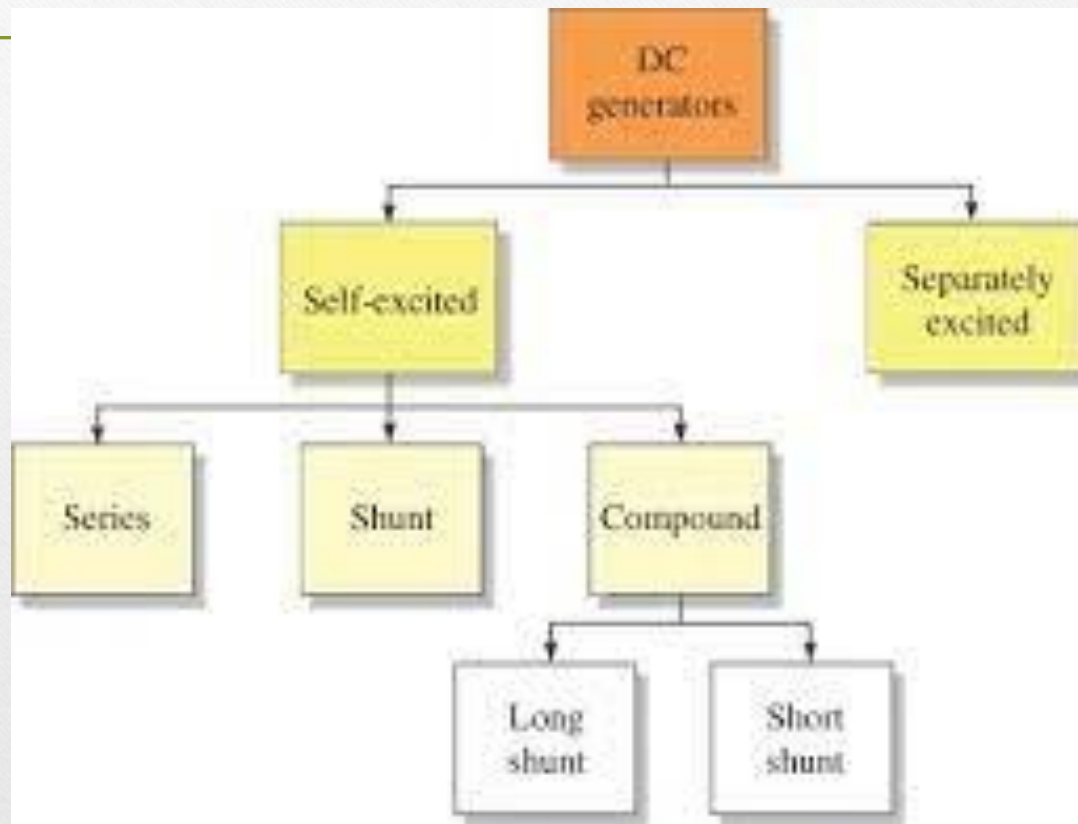 DC
generators
Self-excited
Separately
excited
Series
Shunt
Compound
Long
shunt
Short
shunt